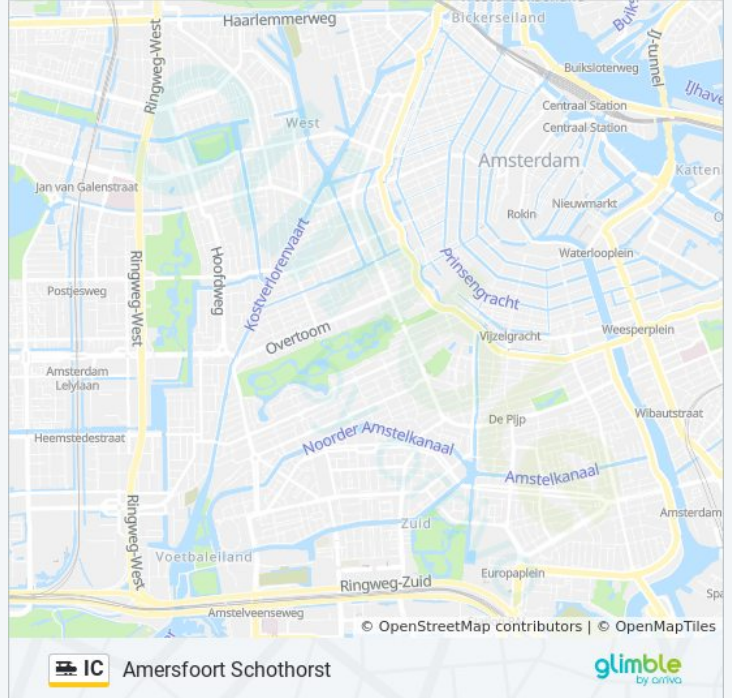 Haarlemmerweg
Bickerseiland
Ringweg-West
IJ-tunnel
Buiksloterweg
Centraal Station
West
Centraal Station
Amsterdam
Jan van Galenstraat
Nieuwmarkt
Rokin
Kostverlorenvaart
Hoofdweg
Waterlooplein
Prinsengracht
Ringweg-West
Postjesweg
Overtoom
Vijzelgracht
Weesperplein
Amsterdam
Lelylaan
Wibautstraat
De Pijp
Heemstedestraat
Noorder Amstelkanaal
Amstelkanaal
Ringweg-West
Amsterdam
Zuid
Voetbaleiland
Europaplein
Ringweg-Zuid
Amstelveenseweg
© OpenStreetMap contributors | © OpenMapTiles
IC Amersfoort Schothorst
glimble
by arriva